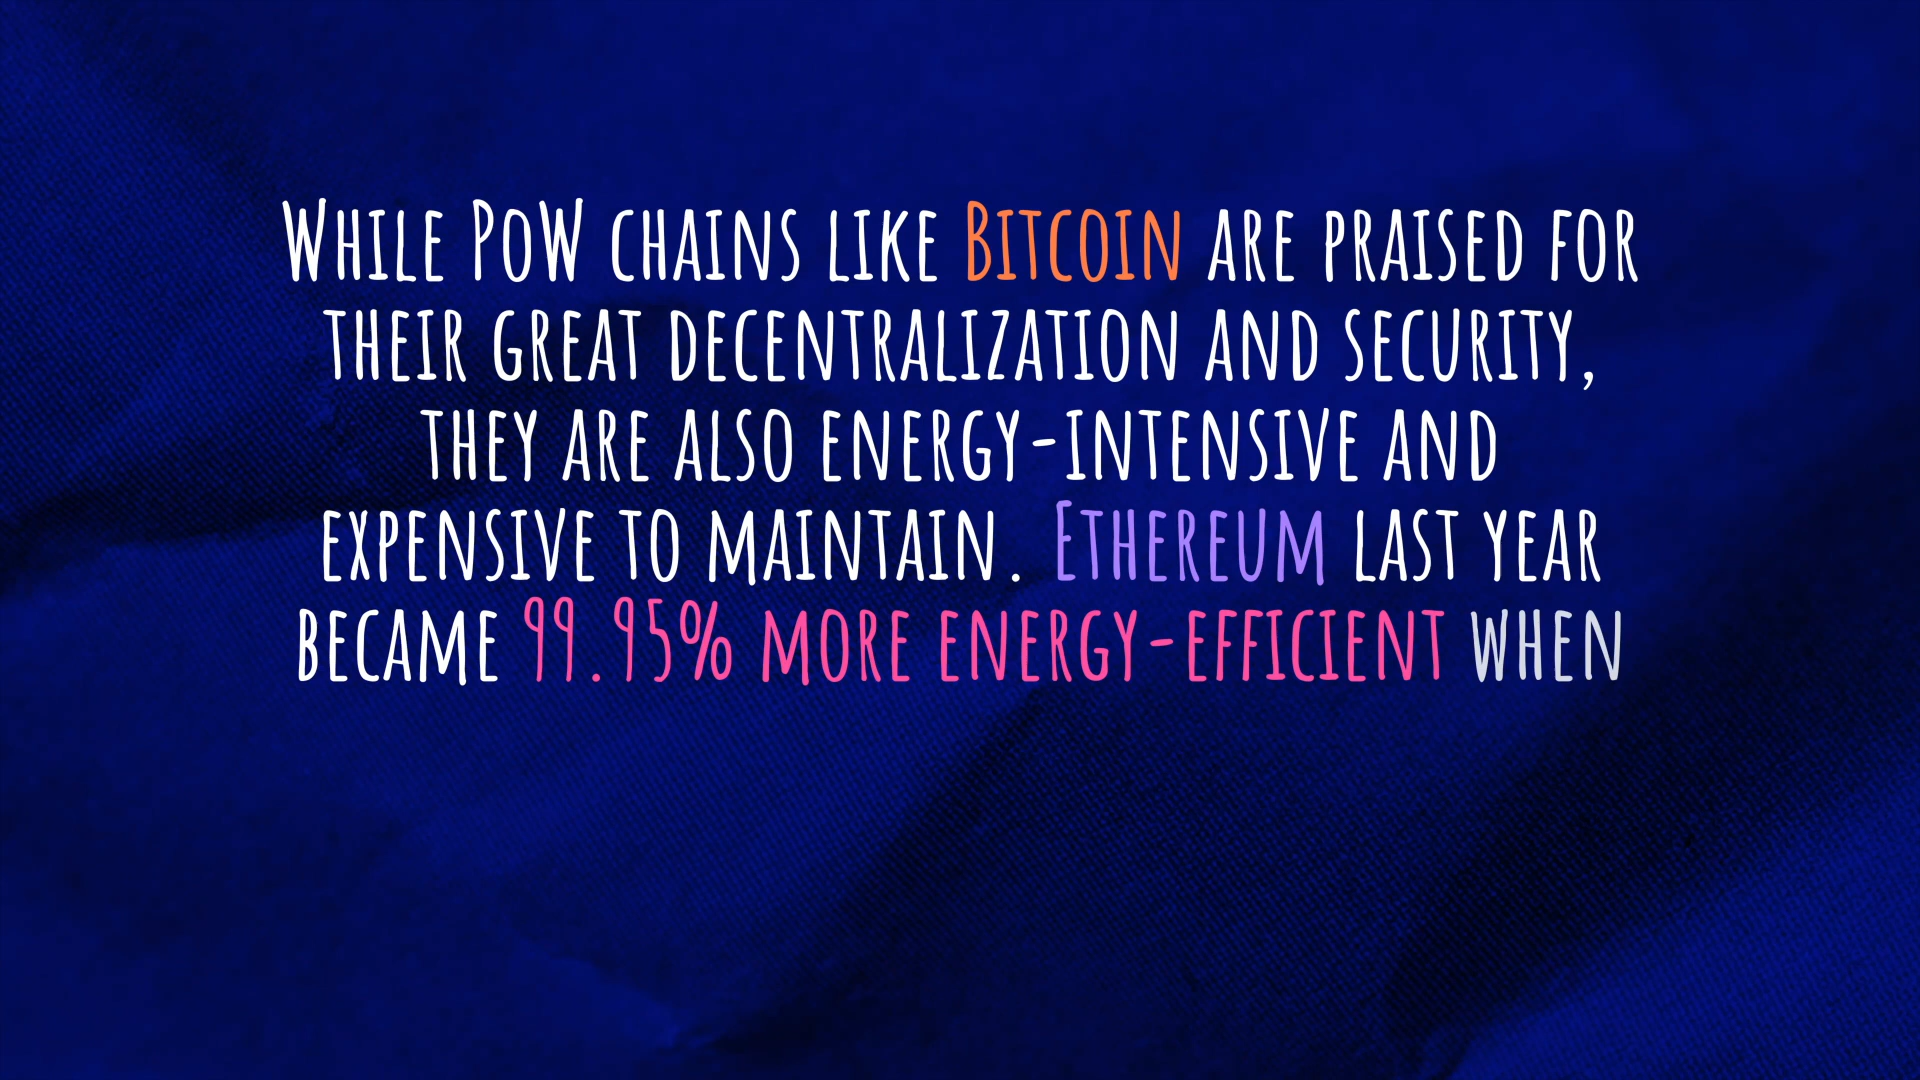 While PoW chains like Bitcoin are praised for
their great decentralization and security,
they are also energy-intensive and
expensive to maintain. Ethereum last year
became 99.95% more energy-efficient when